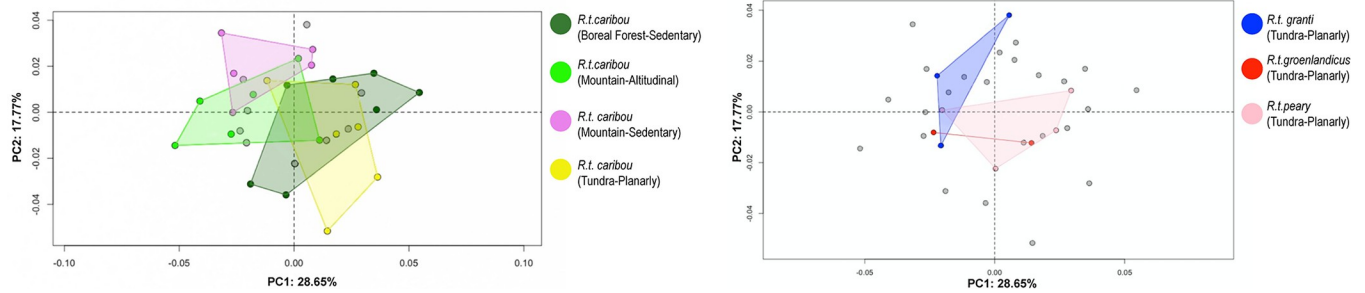 0.04
0.02
0.00
-0.02
-0.04
PC2: 17.77%
-0.10
-0.05
0.00
0.05
0.10
PC1: 28.65%
R.t.caribou
(Boreal Forest-Sedentary)
R.t.caribou
(Mountain-Altitudinal)
R.t. caribou
(Mountain-Sedentary)
R.t. caribou
(Tundra-Planarly)
0.04
0.02
0.00
-0.02
-0.04
PC2: 17.77%
-0.05
0.00
0.05
PC1: 28.65%
R.t. granti
(Tundra-Planarly)
R.t.groenlandicus
(Tundra-Planarly)
R.t.peary
(Tundra-Planarly)